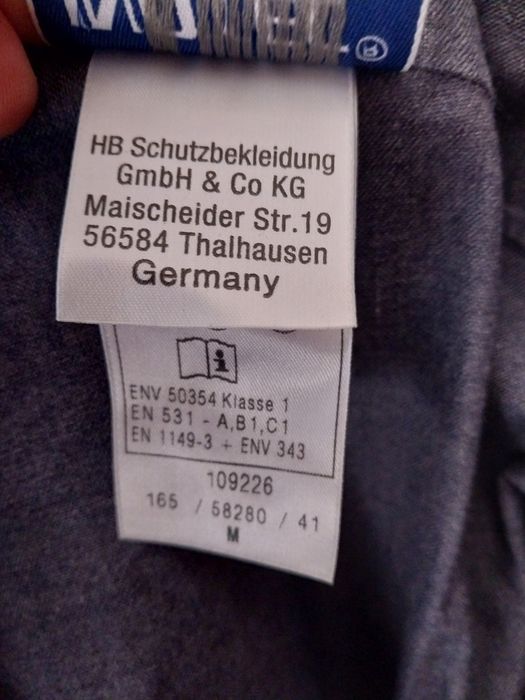 ®
HB Schutzbekleidung
GmbH & Co KG
Maischeider Str.19
56584 Thalhausen
Germany
i
ENV 50354 Klasse 1
EN 531 - A,B1,C1
EN 1149-3 + ENV 343
109226
165 / 58280 / 41
M